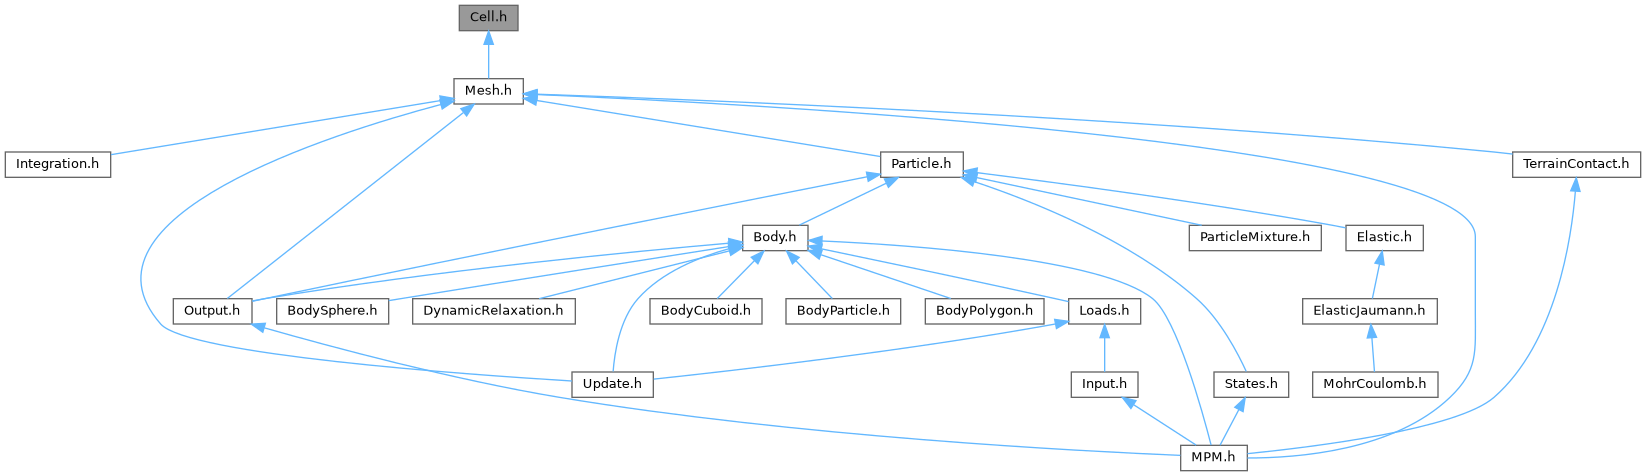 Cell.h
Mesh.h
Integration.h
Particle.h
TerrainContact.h
Body.h
ParticleMixture.h
Elastic.h
Output.h
BodySphere.h
DynamicRelaxation.h
BodyCuboid.h
BodyParticle.h
BodyPolygon.h
Loads.h
ElasticJaumann.h
Update.h
Input.h
States.h
MohrCoulomb.h
MPM.h